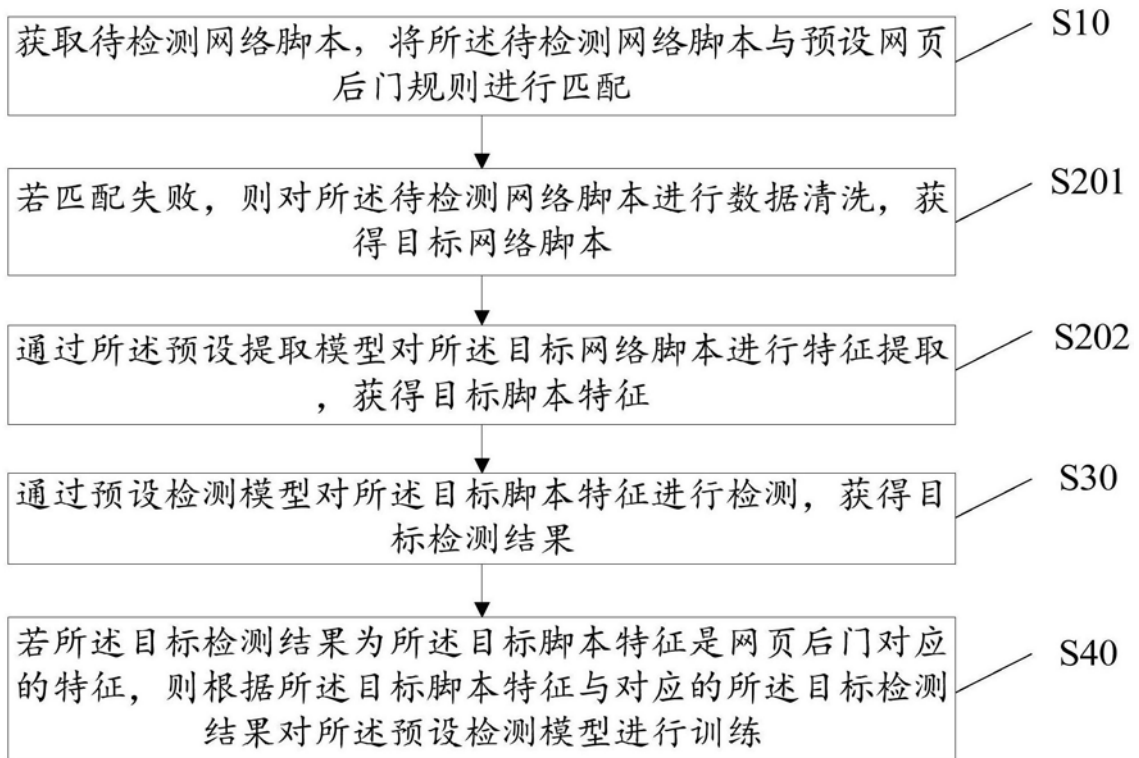 获取待检测网络脚本，将所述待检测网络脚本与预设网页
后门规则进行匹配
S10
若匹配失败，则对所述待检测网络脚本进行数据清洗，获
得目标网络脚本
S201
通过所述预设提取模型对所述目标网络脚本进行特征提取
，获得目标脚本特征
S202
通过预设检测模型对所述目标脚本特征进行检测，获得目
标检测结果
S30
若所述目标检测结果为所述目标脚本特征是网页后门对应
的特征，则根据所述目标脚本特征与对应的所述目标检测
结果对所述预设检测模型进行训练
S40